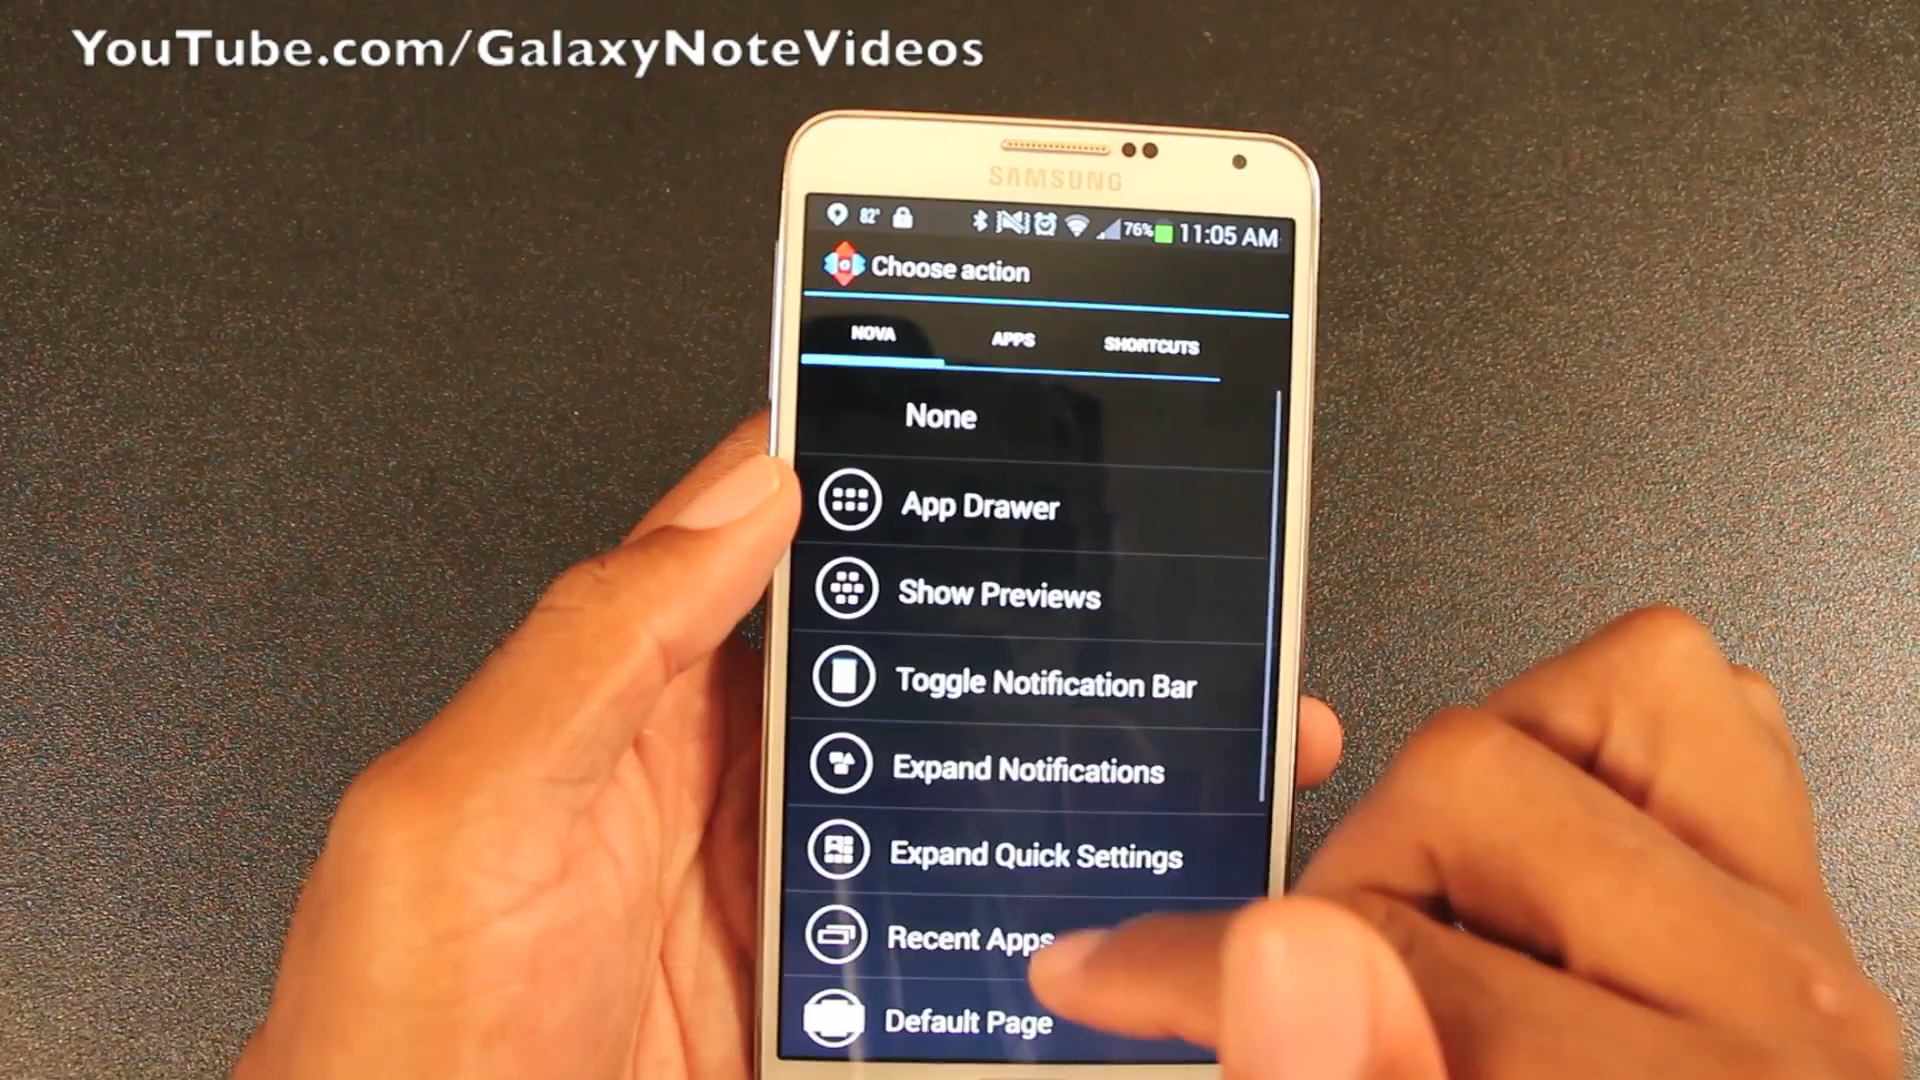 YouTube.com/GalaxyNoteVideos
SAMSUNG
82° 76% 11:05 AM
Choose action
NOVA APPS SHORTCUTS
None
App Drawer
Show Previews
Toggle Notification Bar
Expand Notifications
Expand Quick Settings
Recent Apps
Default Page